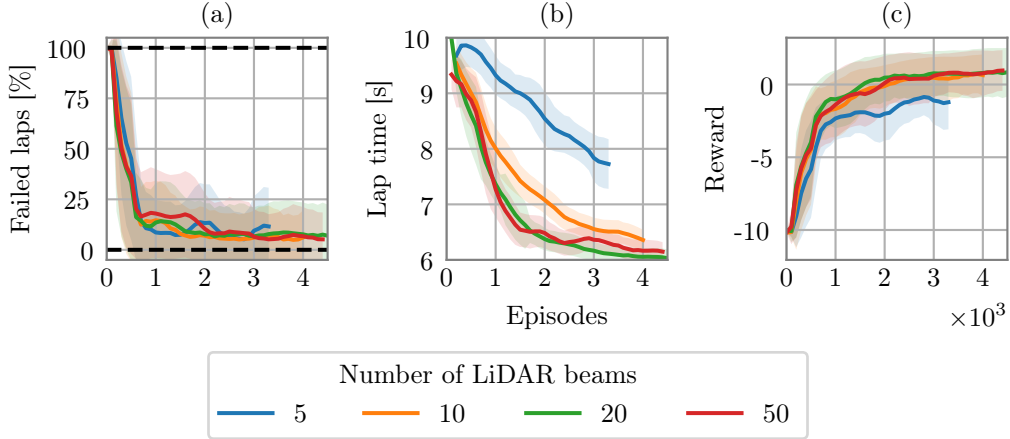 (a)
(b)
(c)
Failed laps [%]
100
75
50
25
0
0 1 2 3 4
Lap time [s]
10
9
8
7
6
0 1 2 3 4
Episodes
Reward
0
-5
-10
0 1 2 3 4
×10³
Number of LiDAR beams
5 10 20 50